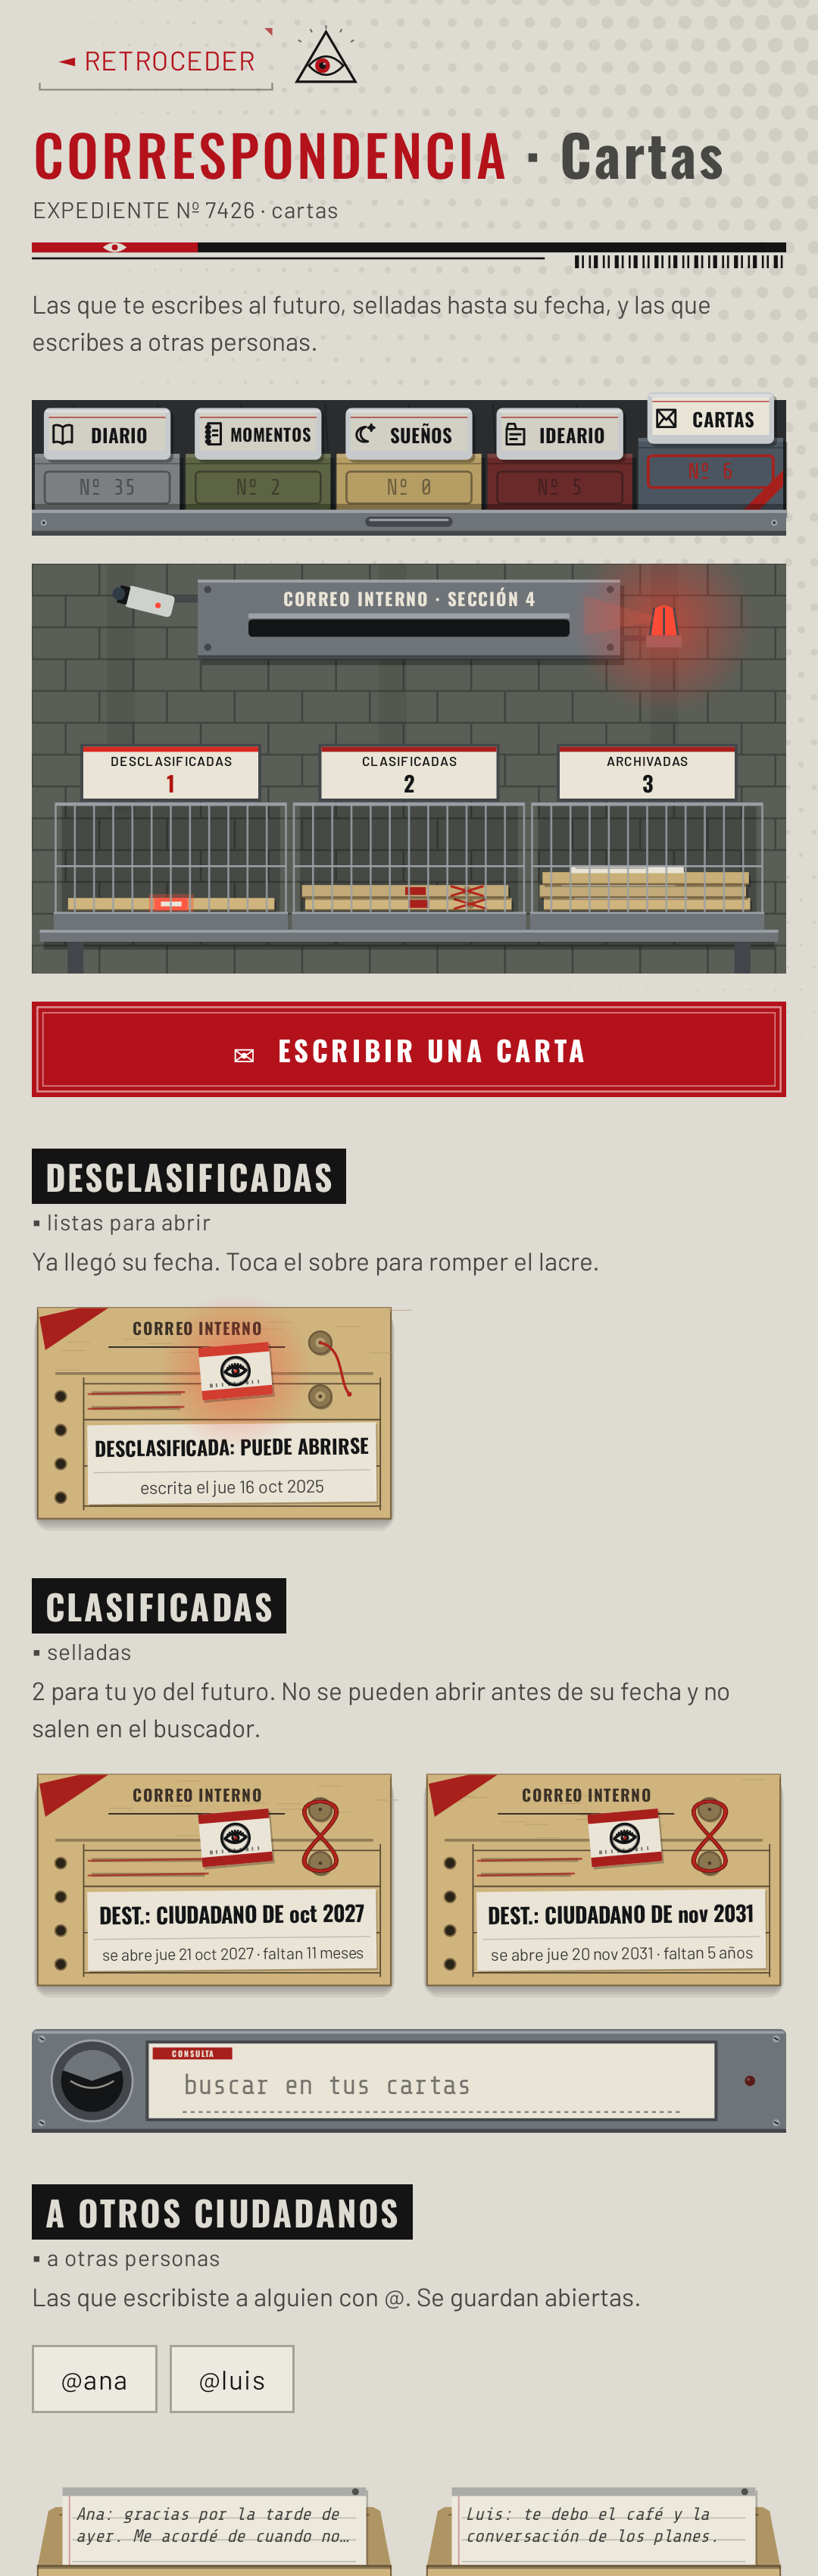 ◄ RETROCEDER
CORRESPONDENCIA · Cartas
EXPEDIENTE Nº 7426 · cartas
Las que te escribes al futuro, selladas hasta su fecha, y las que
escribes a otras personas.
DIARIO
MOMENTOS
SUEÑOS
IDEARIO
CARTAS
Nº 35
Nº 2
Nº 0
Nº 5
Nº 6
CORREO INTERNO · SECCIÓN 4
DESCLASIFICADAS
1
CLASIFICADAS
2
ARCHIVADAS
3
✉ ESCRIBIR UNA CARTA
DESCLASIFICADAS
▪ listas para abrir
Ya llegó su fecha. Toca el sobre para romper el lacre.
CORREO INTERNO
DESCLASIFICADA: PUEDE ABRIRSE
escrita el jue 16 oct 2025
CLASIFICADAS
▪ selladas
2 para tu yo del futuro. No se pueden abrir antes de su fecha y no
salen en el buscador.
CORREO INTERNO
DEST.: CIUDADANO DE oct 2027
se abre jue 21 oct 2027 · faltan 11 meses
CORREO INTERNO
DEST.: CIUDADANO DE nov 2031
se abre jue 20 nov 2031 · faltan 5 años
CONSULTA
buscar en tus cartas
A OTROS CIUDADANOS
▪ a otras personas
Las que escribiste a alguien con @. Se guardan abiertas.
@ana
@luis
Ana: gracias por la tarde de
ayer. Me acordé de cuando no…
Luis: te debo el café y la
conversación de los planes.